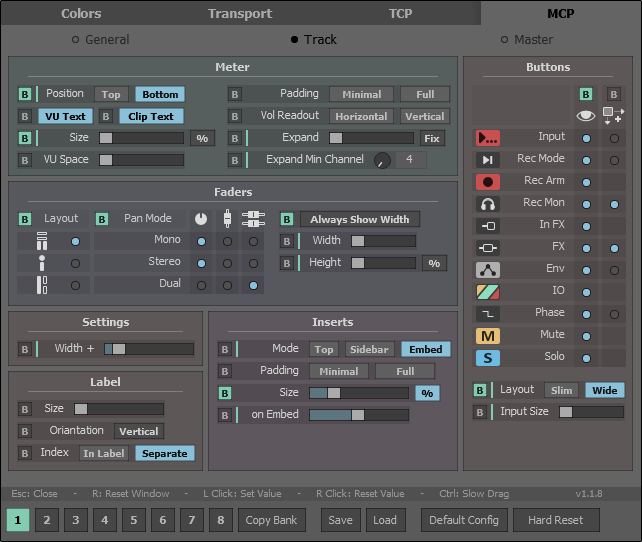 Colors Transport TCP MCP
General Track Master
Meter
B Position Top Bottom B Padding Minimal Full
B VU Text B Clip Text B Vol Readout Horizontal Vertical
B Size % B Expand Fix
B VU Space B Expand Min Channel 4
Faders
B Layout B Pan Mode B Always Show Width
Mono B Width
Stereo B Height %
Dual
Settings
B Width +
Label
B Size
B Oriantation Vertical
B Index In Label Separate
Inserts
B Mode Top Sidebar Embed
B Padding Minimal Full
B Size %
B on Embed
Buttons
B B
Input
Rec Mode
Rec Arm
Rec Mon
In FX
FX
Env
IO
Phase
M Mute
S Solo
B Layout Slim Wide
B Input Size
Esc: Close - R: Reset Window - L Click: Set Value - R Click: Reset Value - Ctrl: Slow Drag v1.1.8
1 2 3 4 5 6 7 8 Copy Bank Save Load Default Config Hard Reset